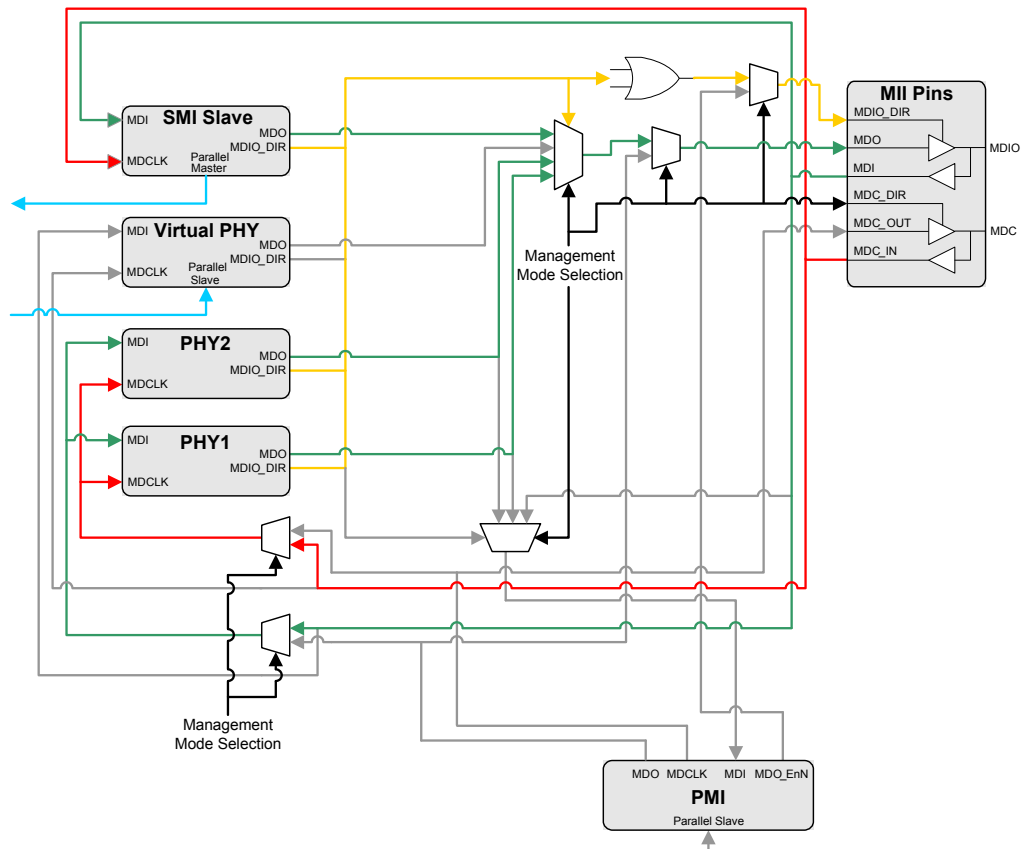 SMI Slave
MDI
MDO
MDIO_DIR
MDCLK
Parallel
Master
Virtual PHY
MDI
MDO
MDIO_DIR
MDCLK
Parallel
Slave
PHY2
MDI
MDO
MDIO_DIR
MDCLK
PHY1
MDI
MDO
MDIO_DIR
MDCLK
Management
Mode Selection
MII Pins
MDIO_DIR
MDO
MDIO
MDI
MDC_DIR
MDC_OUT
MDC
MDC_IN
Management
Mode Selection
MDO MDCLK MDI MDO_EnN
PMI
Parallel Slave